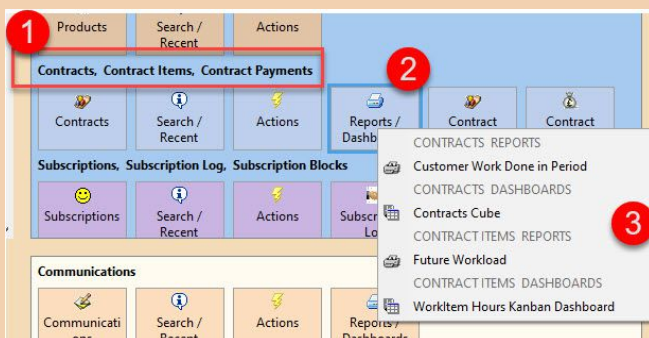 1
Products
Search /
Recent
Actions
Contracts, Contract Items, Contract Payments
2
Contracts
Search /
Recent
Actions
Reports /
Dashb
Contract
Contract
CONTRACTS REPORTS
Customer Work Done in Period
CONTRACTS DASHBOARDS
Contracts Cube
CONTRACT ITEMS REPORTS
Future Workload
CONTRACT ITEMS DASHBOARDS
WorkItem Hours Kanban Dashboard
3
Subscriptions, Subscription Log, Subscription Blocks
Subscriptions
Search /
Recent
Actions
Subscr
Lo
Communications
Communicati
Search /
Recent
Actions
Reports /
Dashboards